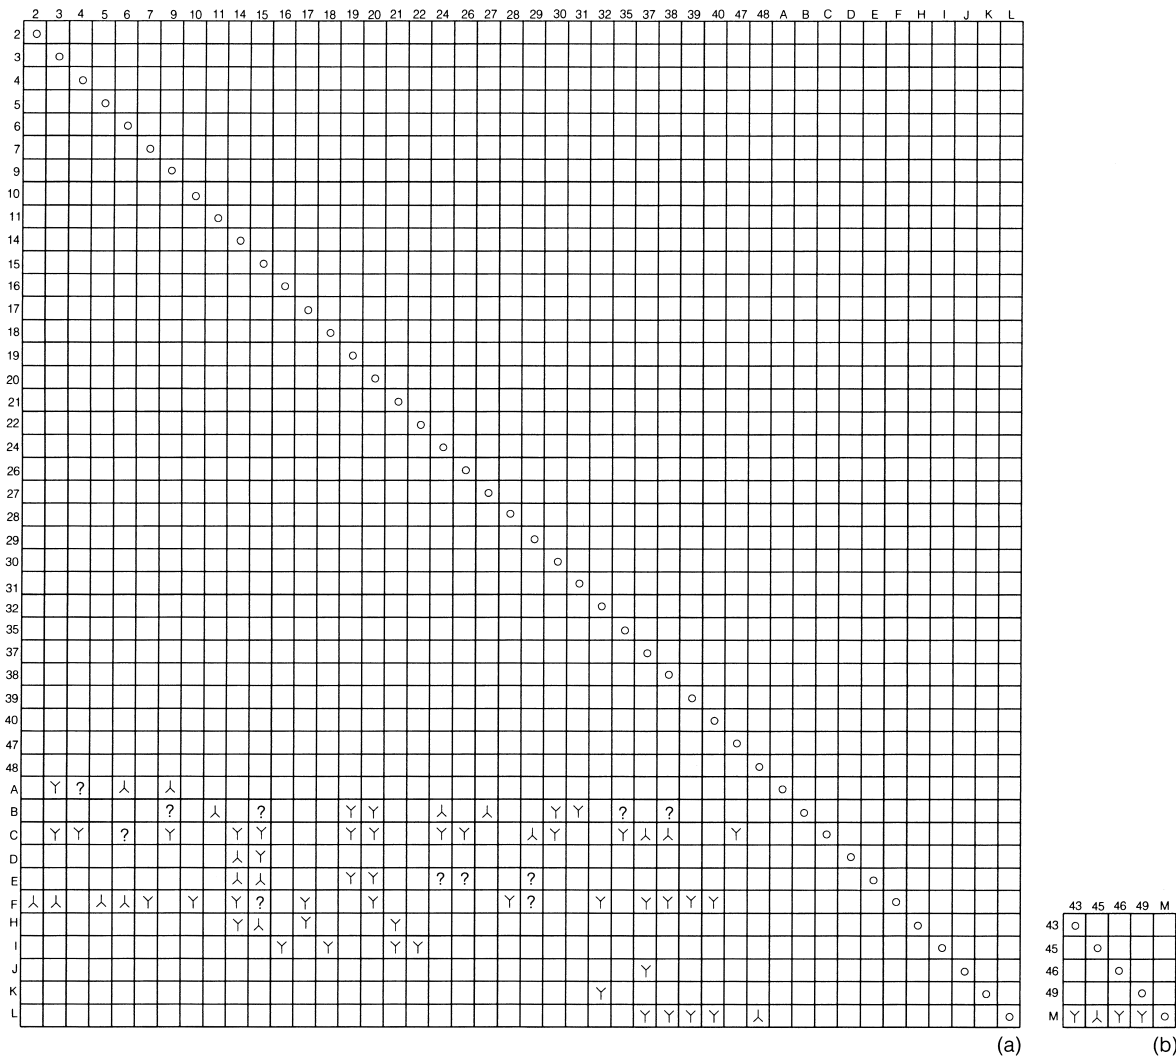 2 3 4 5 6 7 9 10 11 14 15 16 17 18 19 20 21 22 24 26 27 28 29 30 31 32 35 37 38 39 40 47 48 A B C D E F H I J K L
2 ○
3 ○
4 ○
5 ○
6 ○
7 ○
9 ○
10 ○
11 ○
14 ○
15 ○
16 ○
17 ○
18 ○
19 ○
20 ○
21 ○
22 ○
24 ○
26 ○
27 ○
28 ○
29 ○
30 ○
31 ○
32 ○
35 ○
37 ○
38 ○
39 ○
40 ○
47 ○
48 ○
A Y ? ⅄ ⅄ ○
B ? ⅄ ? Y Y ⅄ ⅄ Y Y ? ? ○
C Y Y ? Y Y Y Y Y Y Y ⅄ Y Y ⅄ ⅄ Y ○
D ⅄ Y ○
E ⅄ ⅄ Y Y ? ? ? ○
F ⅄ ⅄ ⅄ ⅄ Y Y Y ? Y Y Y ? Y Y Y Y Y ○
H Y ⅄ Y Y ○
I Y Y Y Y ○
J Y ○
K Y ○
L Y Y Y Y ⅄ ○
(a)
43 45 46 49 M
43 ○
45 ○
46 ○
49 ○
M Y ⅄ Y Y ○
(b)